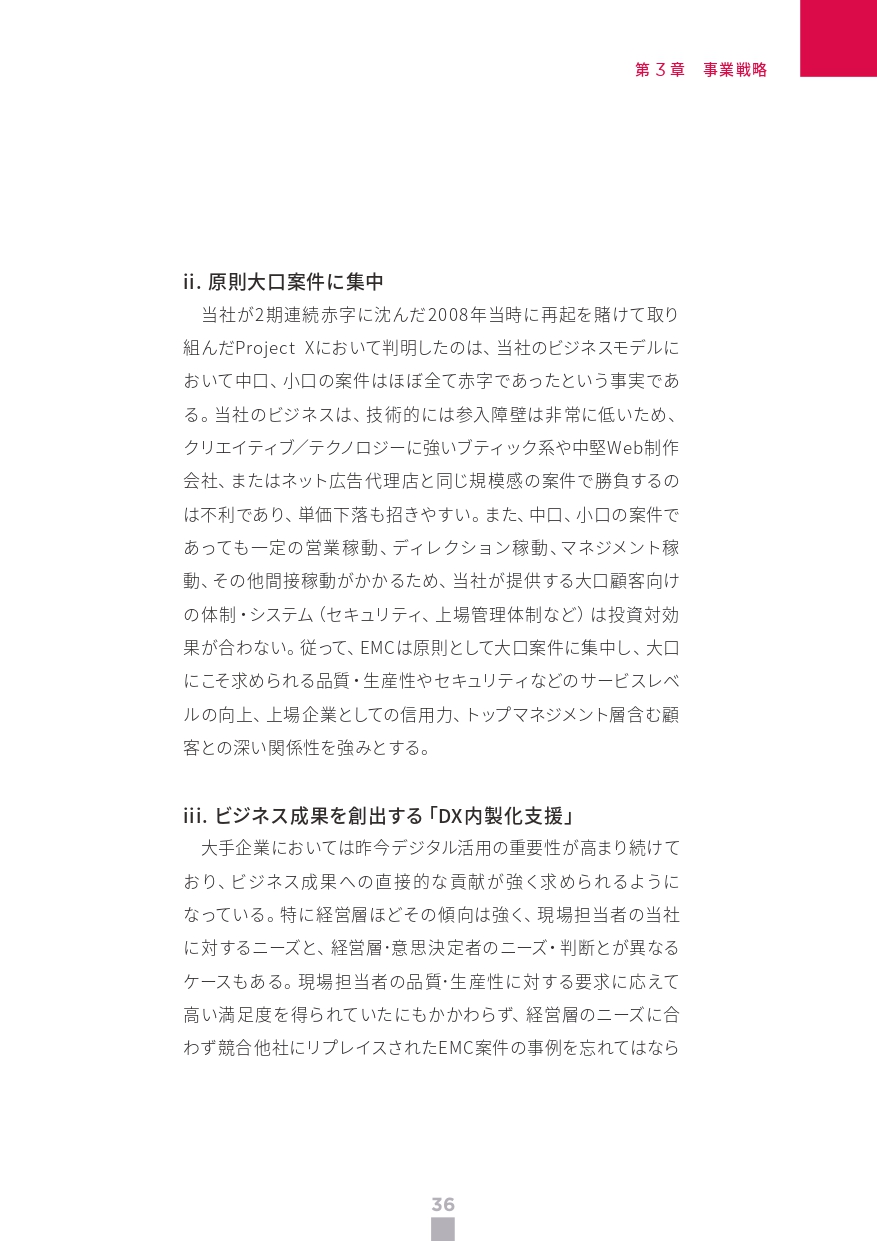 第3章　事業戦略
ii. 原則大口案件に集中
　当社が2期連続赤字に沈んだ2008年当時に再起を賭けて取り
組んだProject Xにおいて判明したのは、当社のビジネスモデルに
おいて中口、小口の案件はほぼ全て赤字であったという事実であ
る。当社のビジネスは、技術的には参入障壁は非常に低いため、
クリエイティブ／テクノロジーに強いブティック系や中堅Web制作
会社、またはネット広告代理店と同じ規模感の案件で勝負するの
は不利であり、単価下落も招きやすい。また、中口、小口の案件で
あっても一定の営業稼動、ディレクション稼動、マネジメント稼
動、その他間接稼動がかかるため、当社が提供する大口顧客向け
の体制・システム（セキュリティ、上場管理体制など）は投資対効
果が合わない。従って、EMCは原則として大口案件に集中し、大口
にこそ求められる品質・生産性やセキュリティなどのサービスレベ
ルの向上、上場企業としての信用力、トップマネジメント層含む顧
客との深い関係性を強みとする。
iii. ビジネス成果を創出する「DX内製化支援」
　大手企業においては昨今デジタル活用の重要性が高まり続けて
おり、ビジネス成果への直接的な貢献が強く求められるように
なっている。特に経営層ほどその傾向は強く、現場担当者の当社
に対するニーズと、経営層・意思決定者のニーズ・判断とが異なる
ケースもある。現場担当者の品質・生産性に対する要求に応えて
高い満足度を得られていたにもかかわらず、経営層のニーズに合
わず競合他社にリプレイスされたEMC案件の事例を忘れてはなら
36